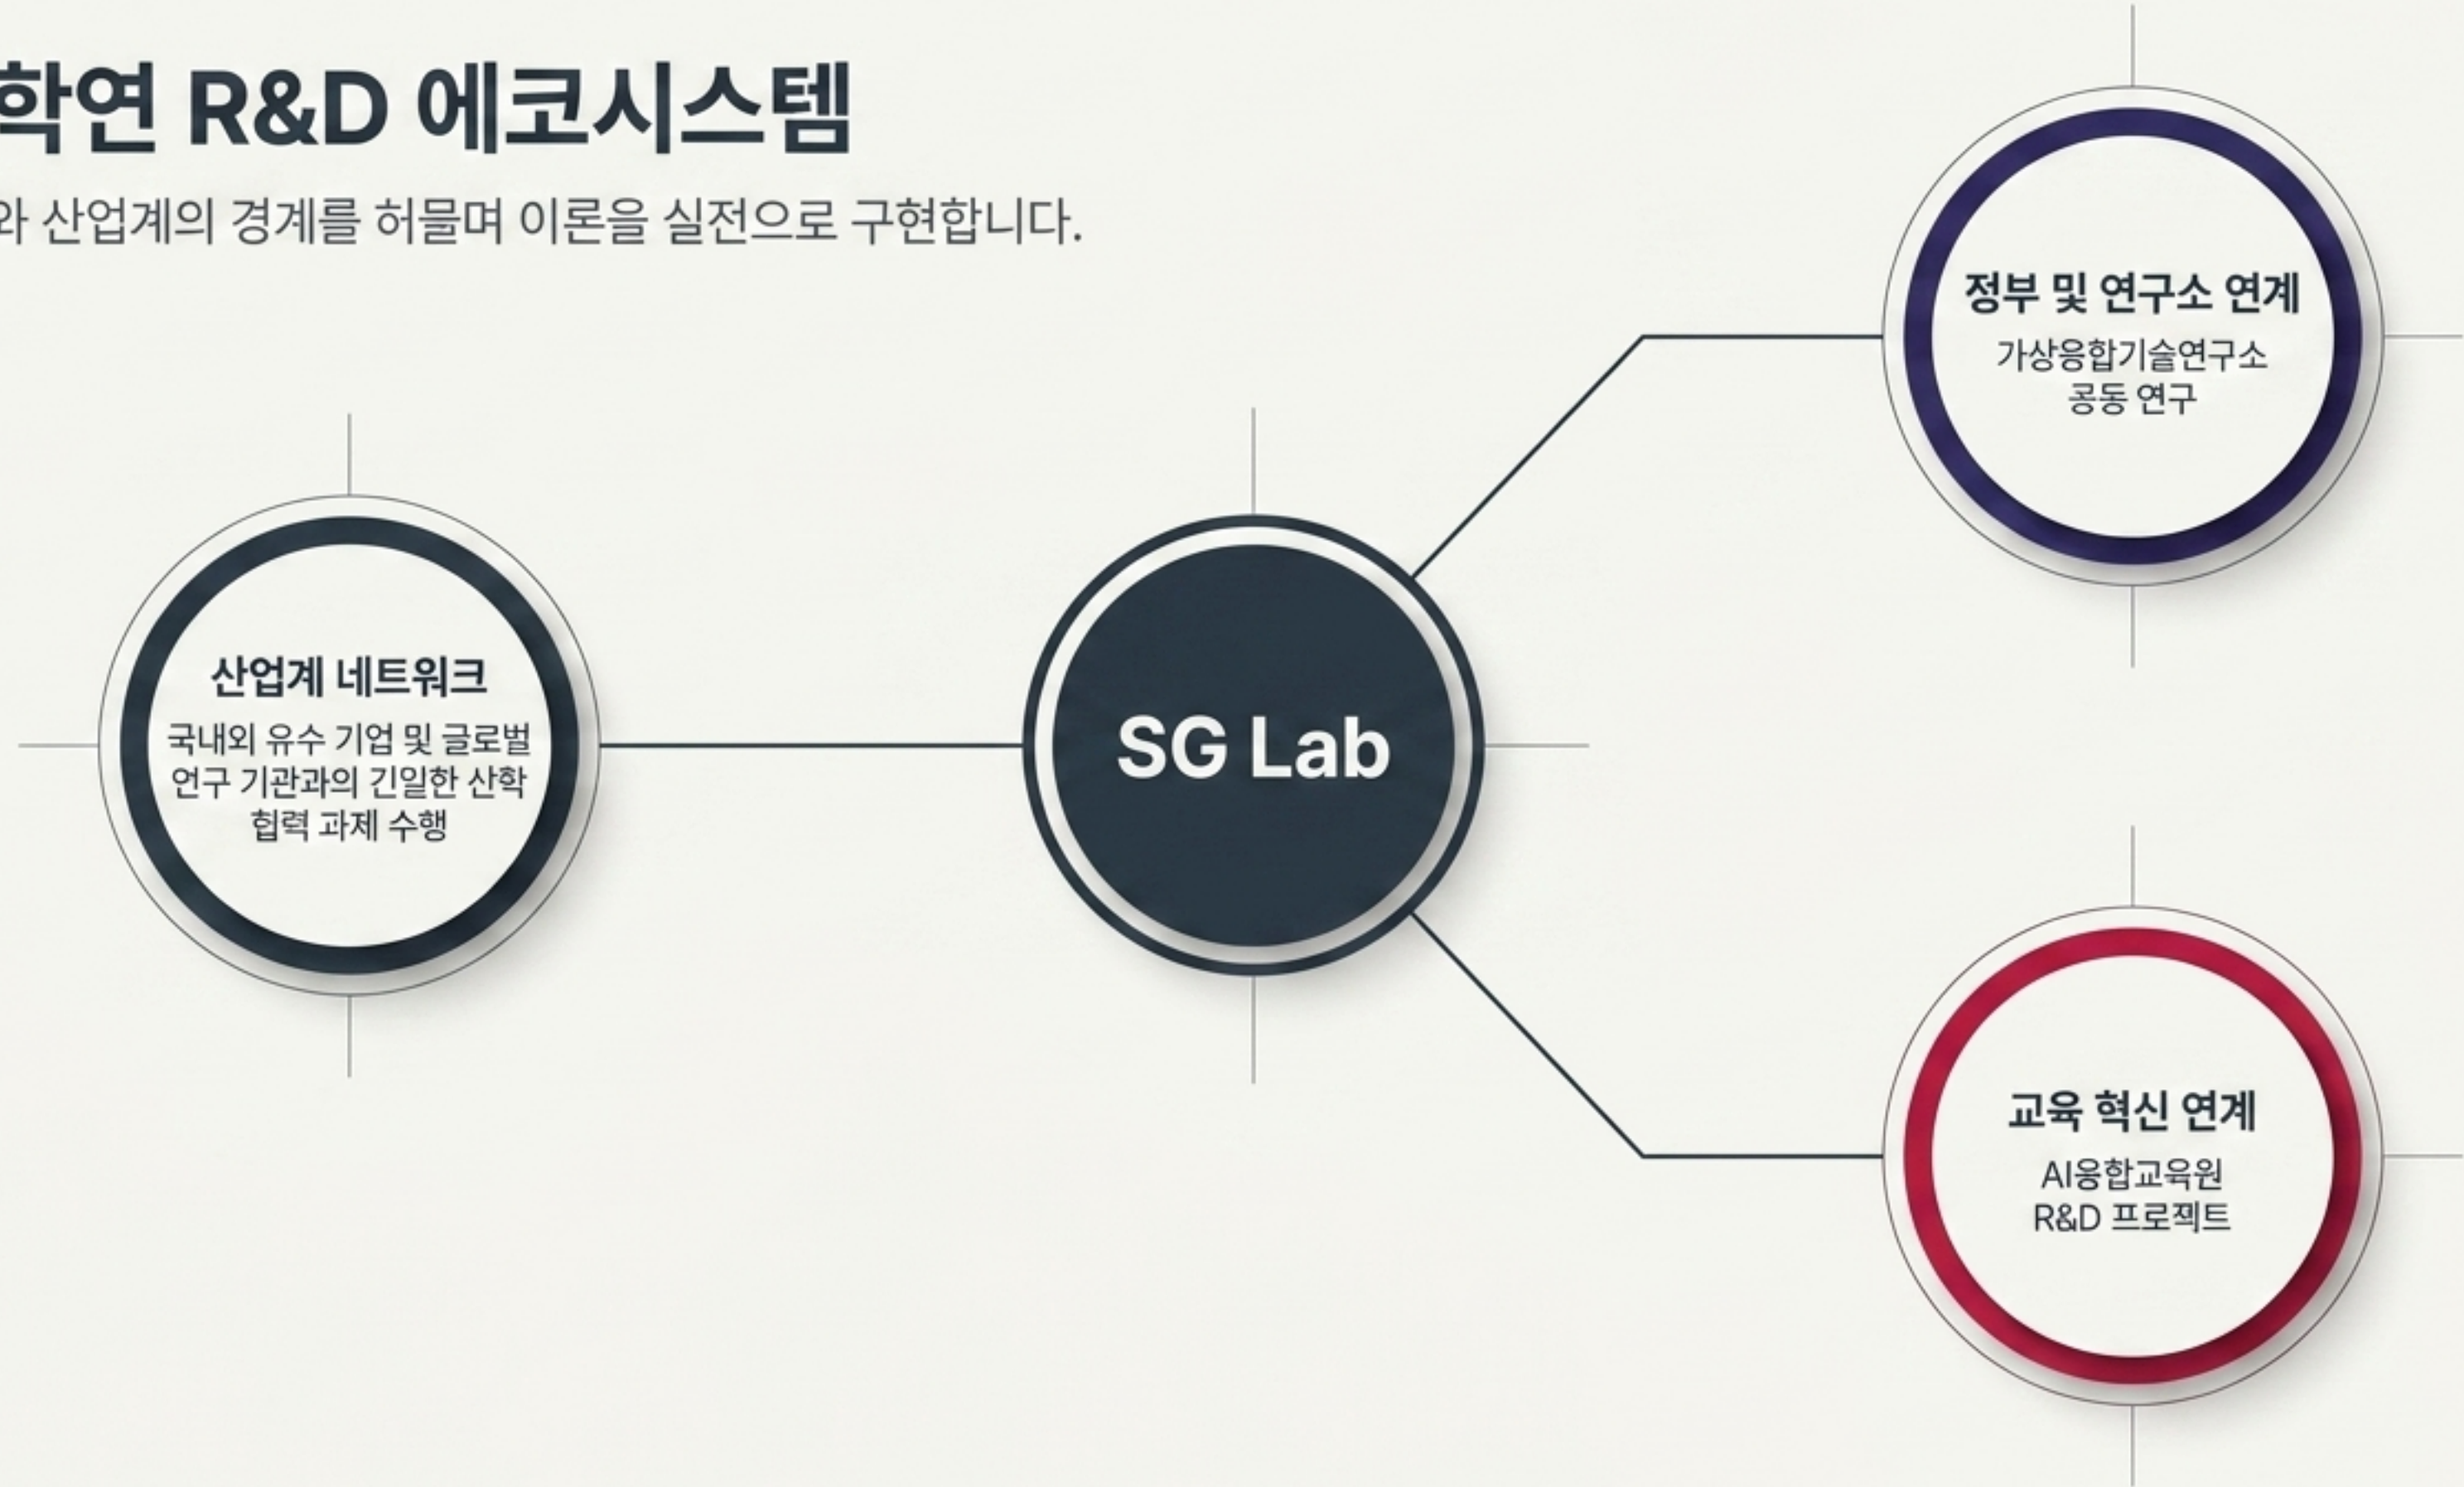 학연 R&D 에코시스템
와 산업계의 경계를 허물며 이론을 실전으로 구현합니다.
정부 및 연구소 연계
가상융합기술연구소
공동 연구
산업계 네트워크
국내외 유수 기업 및 글로벌
연구 기관과의 긴일한 산학
협력 과제 수행
SG Lab
교육 혁신 연계
AI융합교육원
R&D 프로젝트